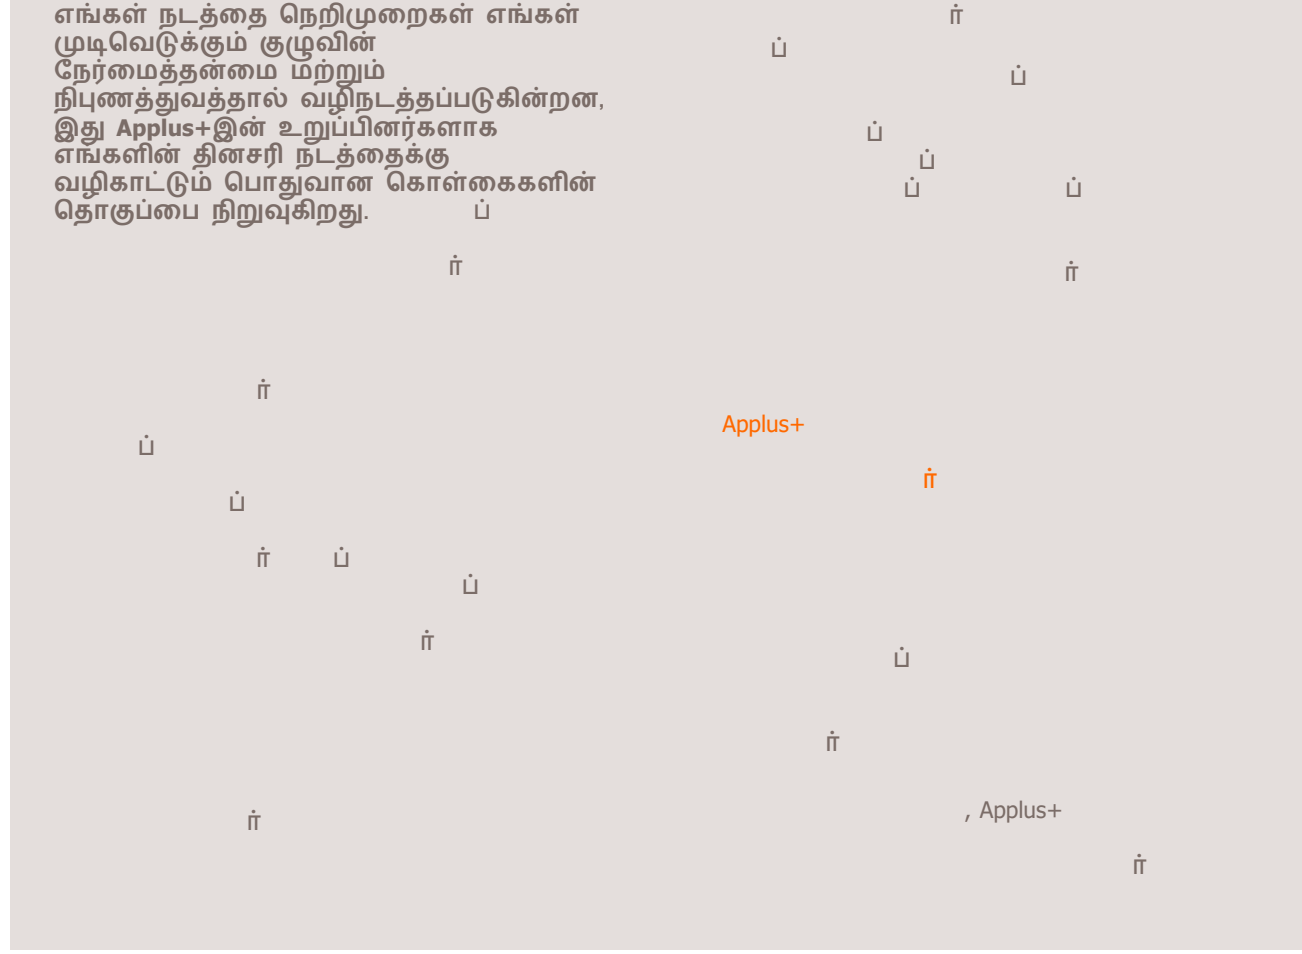 எங்கள் நடத்தை நெறிமுறைகள் எங்கள்
முடிவெடுக்கும் குழுவின்
நேர்மைத்தன்மை மற்றும்
நிபுணத்துவத்தால் வழிநடத்தப்படுகின்றன,
இது Applus+இன் உறுப்பினர்களாக
எங்களின் தினசரி நடத்தைக்கு
வழிகாட்டும் பொதுவான கொள்கைகளின்
தொகுப்பை நிறுவுகிறது. ப்
ர்
ர்
ப்
ப்
ர் ப்
ப்
ர்
ர்
ர்
ப்
ப்
ப்
ப்
ப் ப்
ர்
Applus+
ர்
ப்
ர்
, Applus+
ர்